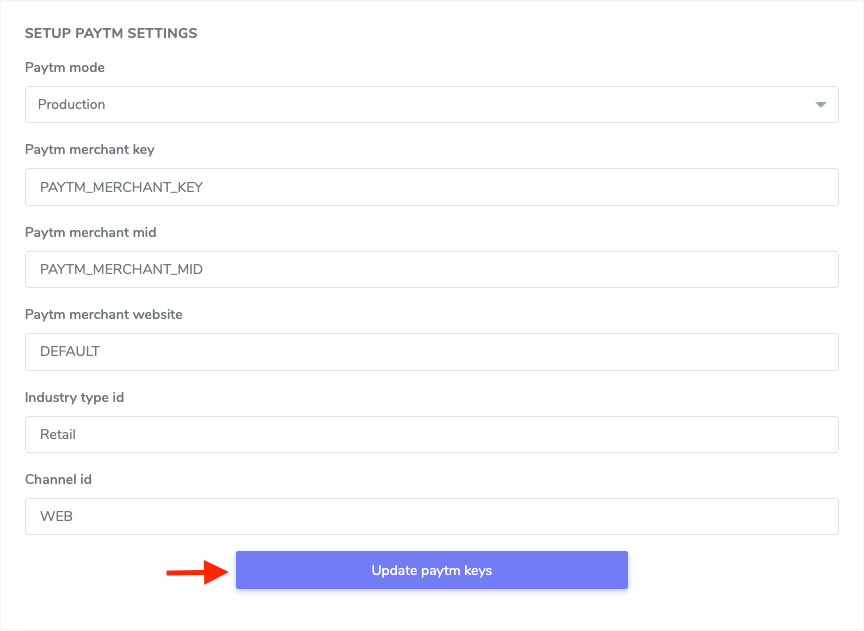 SETUP PAYTM SETTINGS
Paytm mode
Production
Paytm merchant key
PAYTM_MERCHANT_KEY
Paytm merchant mid
PAYTM_MERCHANT_MID
Paytm merchant website
DEFAULT
Industry type id
Retail
Channel id
WEB
Update paytm keys